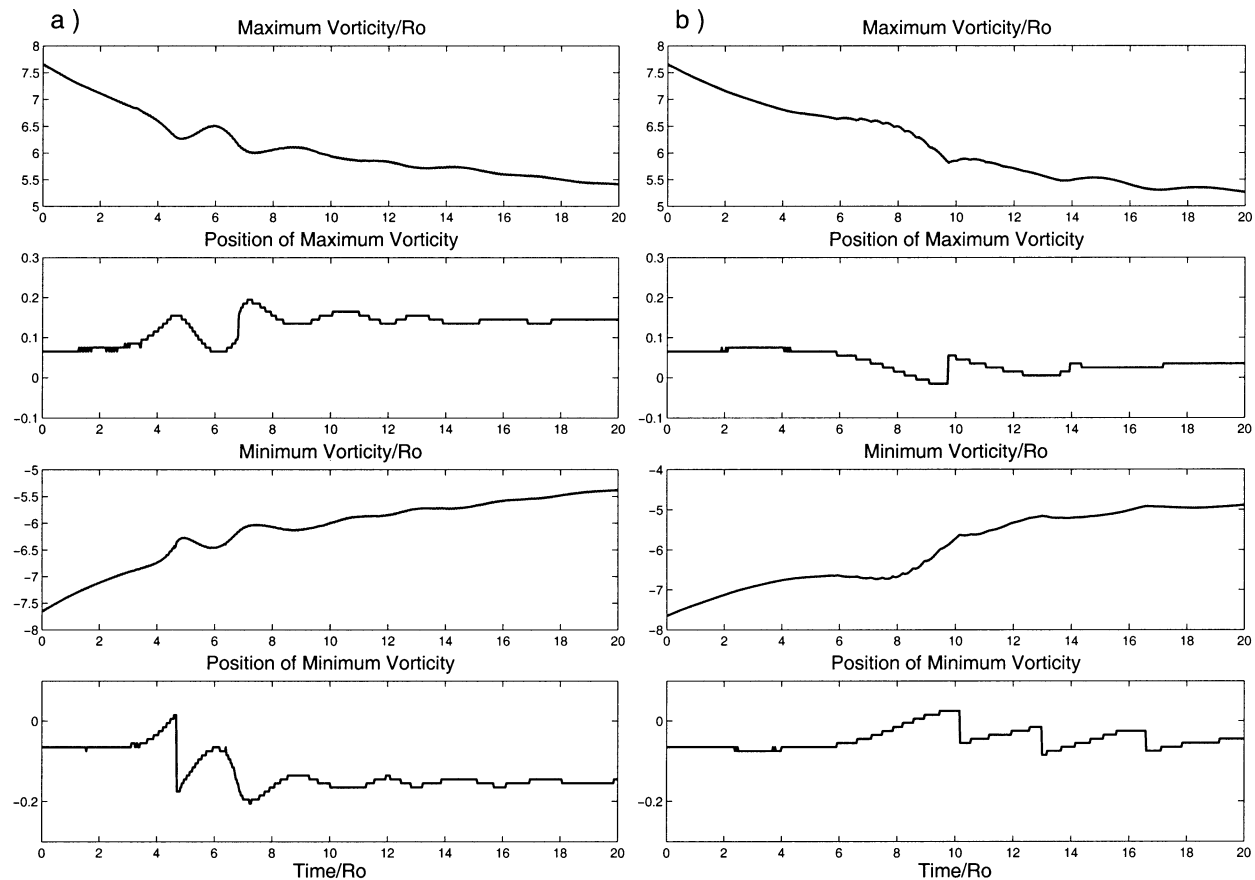 a )
Maximum Vorticity/Ro
8
7.5
7
6.5
6
5.5
5
0 2 4 6 8 10 12 14 16 18 20
Position of Maximum Vorticity
0.3
0.2
0.1
0
−0.1
0 2 4 6 8 10 12 14 16 18 20
Minimum Vorticity/Ro
−5
−5.5
−6
−6.5
−7
−7.5
−8
0 2 4 6 8 10 12 14 16 18 20
Position of Minimum Vorticity
0
−0.2
0 2 4 6 8 10 12 14 16 18 20
Time/Ro
b )
Maximum Vorticity/Ro
8
7.5
7
6.5
6
5.5
5
0 2 4 6 8 10 12 14 16 18 20
Position of Maximum Vorticity
0.3
0.2
0.1
0
−0.1
0 2 4 6 8 10 12 14 16 18 20
Minimum Vorticity/Ro
−4
−5
−6
−7
−8
0 2 4 6 8 10 12 14 16 18 20
Position of Minimum Vorticity
0
−0.2
0 2 4 6 8 10 12 14 16 18 20
Time/Ro